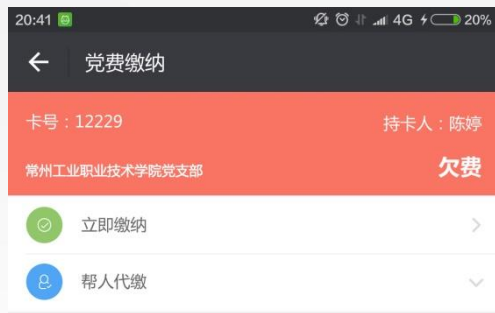 20:41 4G 20%
党费缴纳
卡号：12229 持卡人：陈婷
常州工业职业技术学院党支部 欠费
立即缴纳
帮人代缴